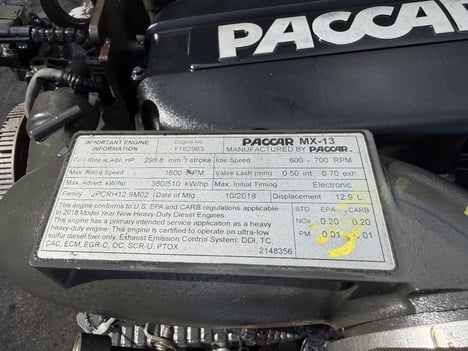 PACCAR
IMPORTANT ENGINE INFORMATION
Engine No. Y182963
PACCAR MX-13
MANUFACTURED BY PACCAR
Fuel Rate at Adv. HP 298.8 mm³/stroke Idle Speed 600 - 700 RPM
Max. Rated Speed 1600 RPM Valve Lash (mm) 0.50 int 0.70 exh
Max. Advert. kW/hp 380/510 kW/hp Max. Initial Timing Electronic
Family JPCRH12.9M02 Date of Mfg 10/2018 Displacement 12.9 L
This engine conforms to U.S. EPA and CARB regulations applicable
to 2018 Model Year New Heavy-Duty Diesel Engines.
This engine has a primary intended service application as a heavy
heavy-duty engine: This engine is certified to operate on ultra-low
sulfur diesel fuel only. Exhaust Emission Control System: DDI, TC,
CAC, ECM, EGR-C, OC, SCR-U, PTOX
2148356
STD EPA CARB
NOx 0.20 0.20
PM 0.01 .01